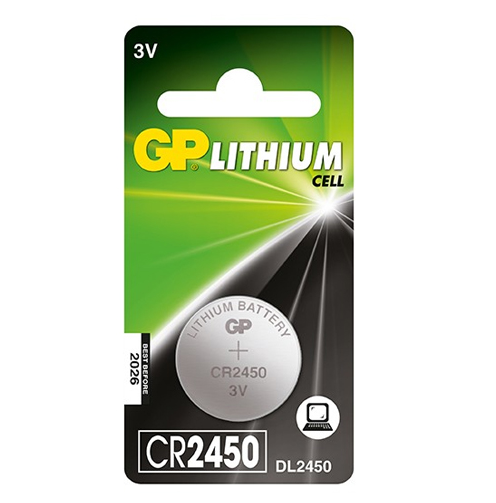 3V
GP LITHIUM
CELL
LITHIUM BATTERY
GP
+
CR2450
3V
BEST BEFORE
2026
CR2450
DL2450